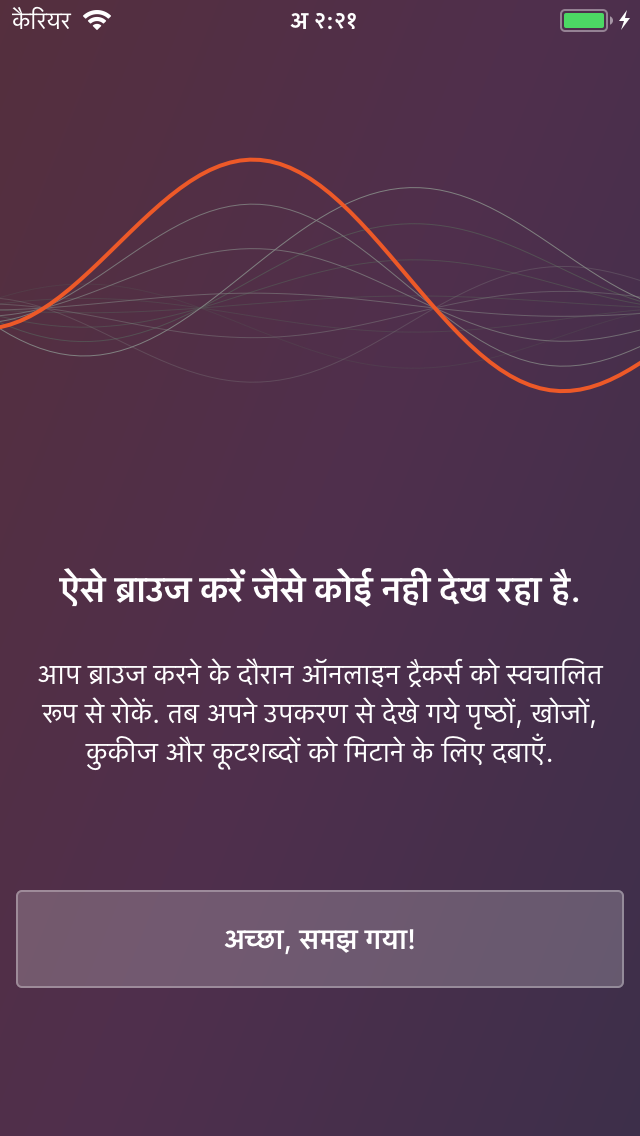 कैरियर
अ २:२१
ऐसे ब्राउज करें जैसे कोई नही देख रहा है.
आप ब्राउज करने के दौरान ऑनलाइन ट्रैकर्स को स्वचालित
रूप से रोकें. तब अपने उपकरण से देखे गये पृष्ठों, खोजों,
कुकीज और कूटशब्दों को मिटाने के लिए दबाएँ.
अच्छा, समझ गया!